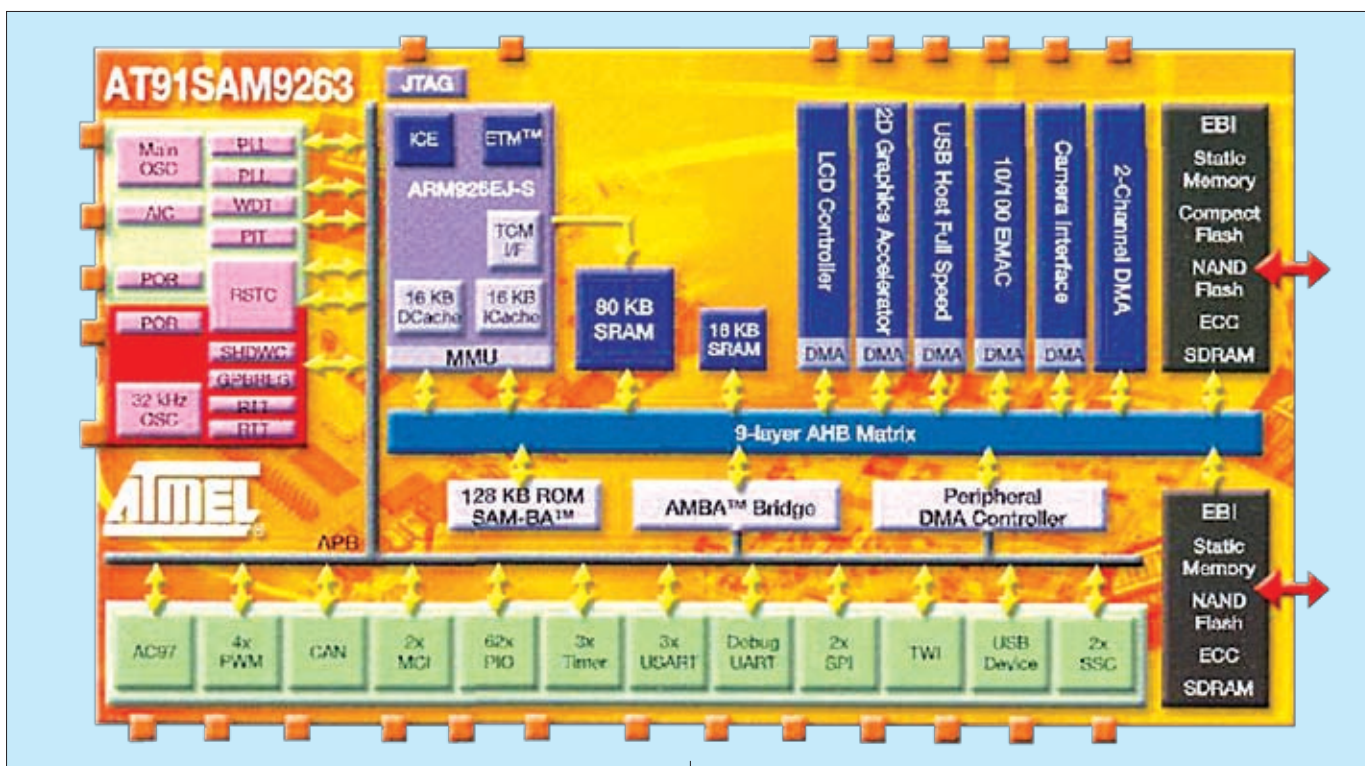 AT91SAM9263
JTAG
Main
OSC
PLL
PLL
AIC
WDT
PIT
POR
RSTC
POR
SHDWC
GPBREG
32 kHz
OSC
RTT
RTT
ICE
ETM™
ARM926EJ-S
TCM
I/F
16 KB
DCache
16 KB
ICache
MMU
80 KB
SRAM
16 KB
SRAM
LCD Controller
DMA
2D Graphics Accelerator
DMA
USB Host Full Speed
DMA
10/100 EMAC
DMA
Camera Interface
DMA
2-Channel DMA
EBI
Static
Memory
Compact
Flash
NAND
Flash
ECC
SDRAM
9-layer AHB Matrix
ATMEL
®
128 KB ROM
SAM-BA™
AMBA™ Bridge
Peripheral
DMA Controller
APB
EBI
Static
Memory
NAND
Flash
ECC
SDRAM
AC97
4x
PWM
CAN
2x
MCI
62x
PIO
3x
Timer
3x
USART
Debug
UART
2x
SPI
TWI
USB
Device
2x
SSC